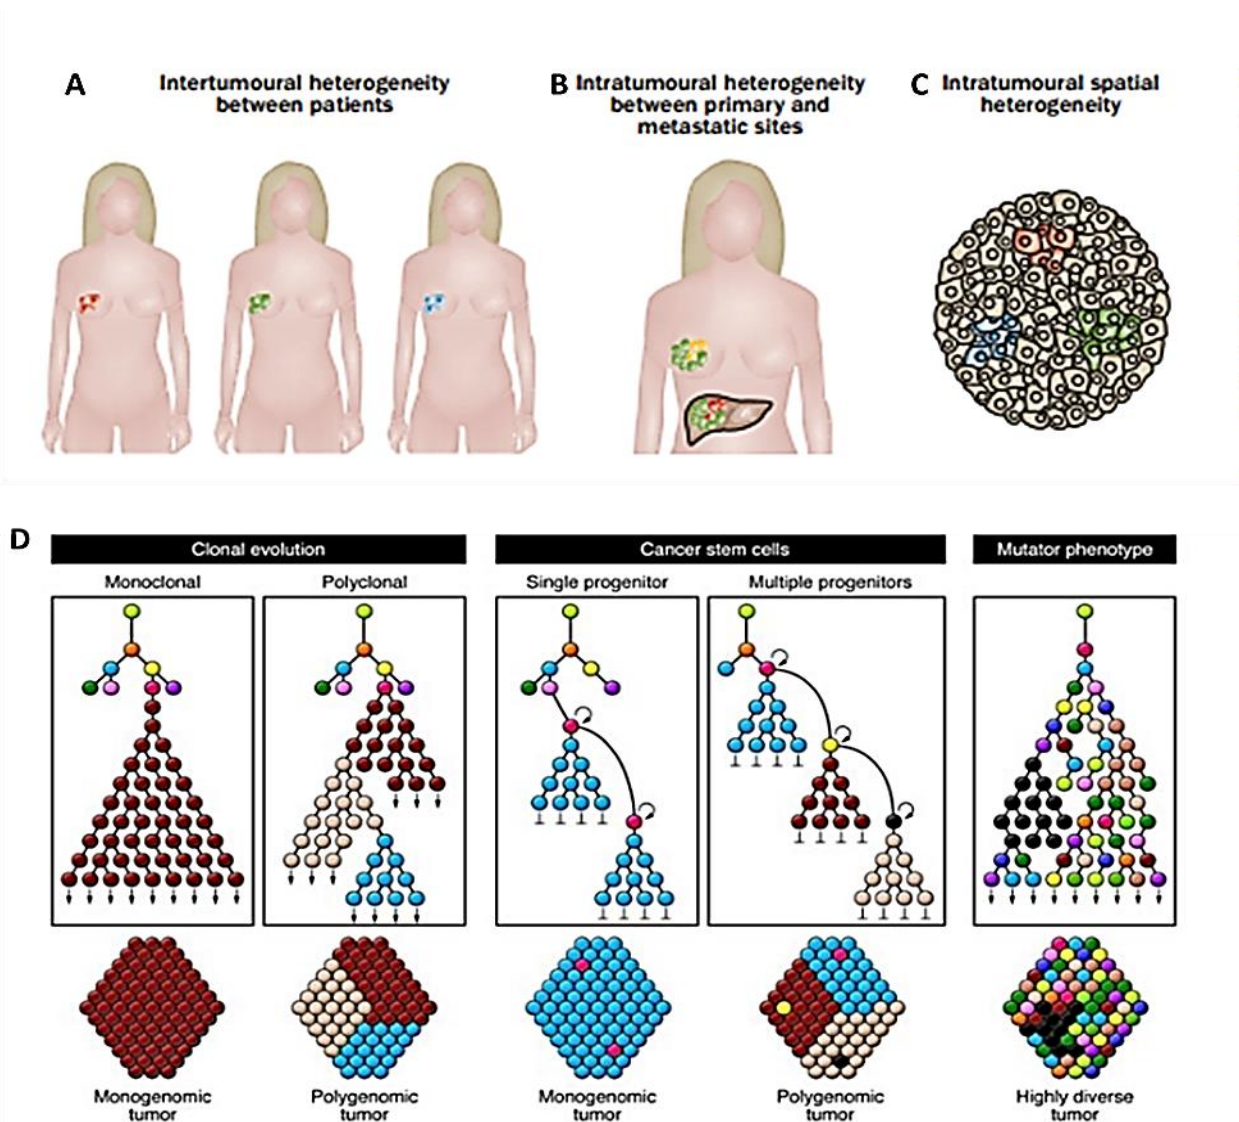 A
Intertumoural heterogeneity
between patients
B
Intratumoural heterogeneity
between primary and
metastatic sites
C
Intratumoural spatial
heterogeneity
D
Clonal evolution
Cancer stem cells
Mutator phenotype
Monoclonal
Polyclonal
Single progenitor
Multiple progenitors
Monogenomic
tumor
Polygenomic
tumor
Monogenomic
tumor
Polygenomic
tumor
Highly diverse
tumor